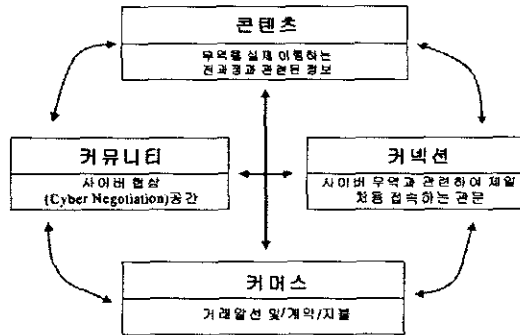 콘텐츠
무역을 실제 이행하는
전과정과 관련된 정보
커뮤니티
사이버 협상
(Cyber Negotiation)공간
커넥션
사이버 무역과 관련하여 제일
처음 접속하는 관문
커머스
거래알선 및/계약/지불